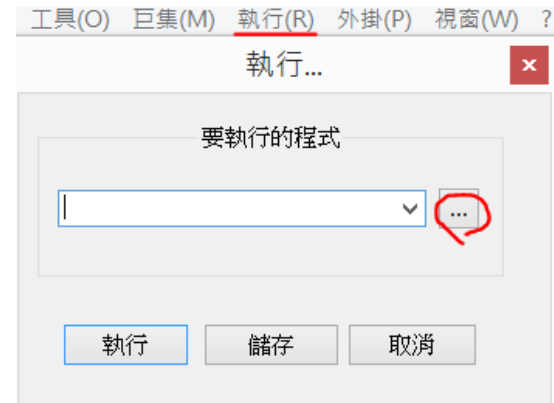 工具(O) 巨集(M) 執行(R) 外掛(P) 視窗(W) ?
執行...
要執行的程式
...
執行 儲存 取消